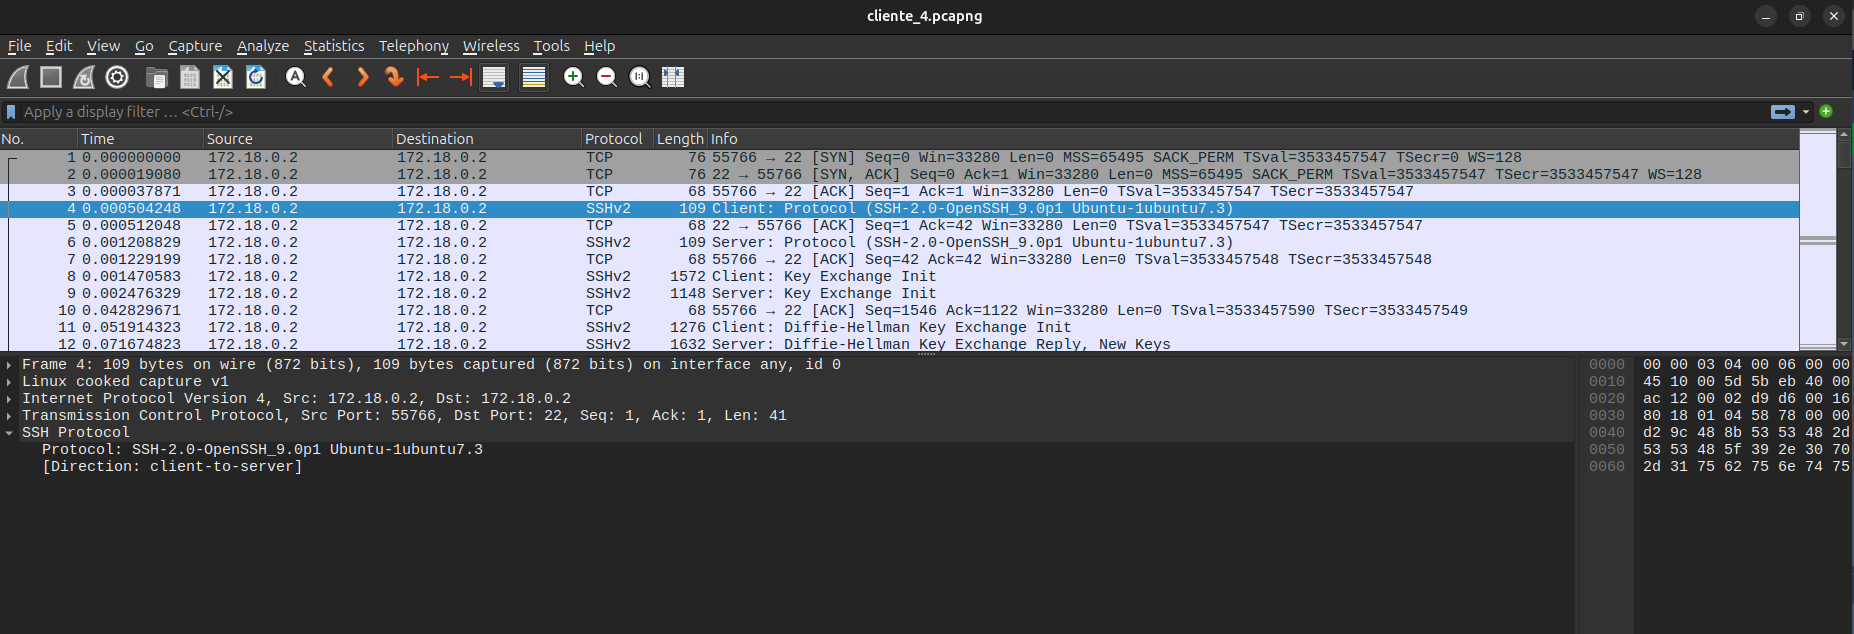 cliente_4.pcapng
File Edit View Go Capture Analyze Statistics Telephony Wireless Tools Help
Apply a display filter … <Ctrl-/>
No. Time Source Destination Protocol Length Info
1 0.000000000 172.18.0.2 172.18.0.2 TCP 76 55766 → 22 [SYN] Seq=0 Win=33280 Len=0 MSS=65495 SACK_PERM TSval=3533457547 TSecr=0 WS=128
2 0.000019080 172.18.0.2 172.18.0.2 TCP 76 22 → 55766 [SYN, ACK] Seq=0 Ack=1 Win=33280 Len=0 MSS=65495 SACK_PERM TSval=3533457547 TSecr=3533457547 WS=128
3 0.000037871 172.18.0.2 172.18.0.2 TCP 68 55766 → 22 [ACK] Seq=1 Ack=1 Win=33280 Len=0 TSval=3533457547 TSecr=3533457547
4 0.000504248 172.18.0.2 172.18.0.2 SSHv2 109 Client: Protocol (SSH-2.0-OpenSSH_9.0p1 Ubuntu-1ubuntu7.3)
5 0.000512048 172.18.0.2 172.18.0.2 TCP 68 22 → 55766 [ACK] Seq=1 Ack=42 Win=33280 Len=0 TSval=3533457547 TSecr=3533457547
6 0.001208829 172.18.0.2 172.18.0.2 SSHv2 109 Server: Protocol (SSH-2.0-OpenSSH_9.0p1 Ubuntu-1ubuntu7.3)
7 0.001229199 172.18.0.2 172.18.0.2 TCP 68 55766 → 22 [ACK] Seq=42 Ack=42 Win=33280 Len=0 TSval=3533457548 TSecr=3533457548
8 0.001470583 172.18.0.2 172.18.0.2 SSHv2 1572 Client: Key Exchange Init
9 0.002476329 172.18.0.2 172.18.0.2 SSHv2 1148 Server: Key Exchange Init
10 0.042829671 172.18.0.2 172.18.0.2 TCP 68 55766 → 22 [ACK] Seq=1546 Ack=1122 Win=33280 Len=0 TSval=3533457590 TSecr=3533457549
11 0.051914323 172.18.0.2 172.18.0.2 SSHv2 1276 Client: Diffie-Hellman Key Exchange Init
12 0.071674823 172.18.0.2 172.18.0.2 SSHv2 1632 Server: Diffie-Hellman Key Exchange Reply, New Keys
Frame 4: 109 bytes on wire (872 bits), 109 bytes captured (872 bits) on interface any, id 0
Linux cooked capture v1
Internet Protocol Version 4, Src: 172.18.0.2, Dst: 172.18.0.2
Transmission Control Protocol, Src Port: 55766, Dst Port: 22, Seq: 1, Ack: 1, Len: 41
SSH Protocol
Protocol: SSH-2.0-OpenSSH_9.0p1 Ubuntu-1ubuntu7.3
[Direction: client-to-server]
0000 00 00 03 04 00 06 00 00
0010 45 10 00 5d 5b eb 40 00
0020 ac 12 00 02 d9 d6 00 16
0030 80 18 01 04 58 78 00 00
0040 d2 9c 48 8b 53 53 48 2d
0050 53 53 48 5f 39 2e 30 70
0060 2d 31 75 62 75 6e 74 75